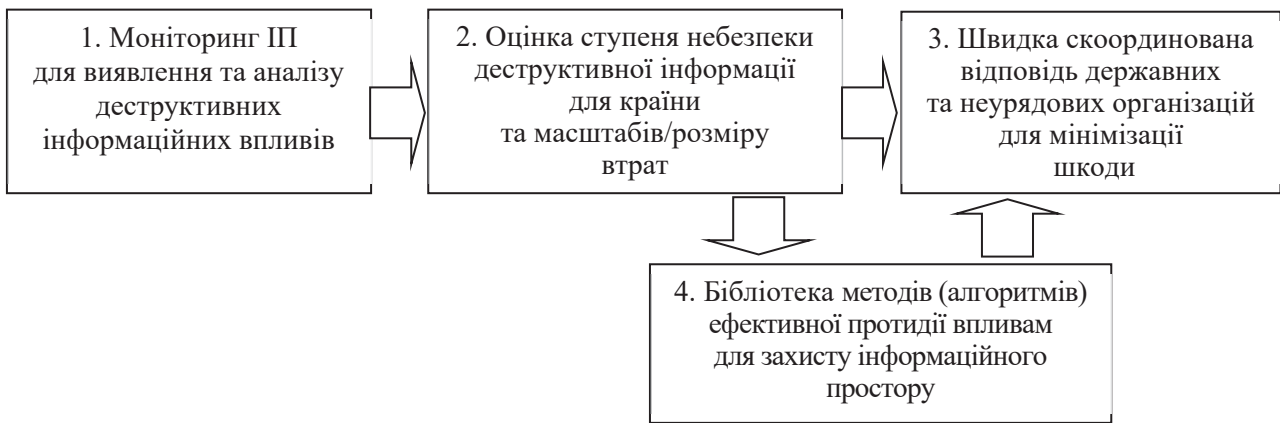 1. Моніторинг ІП
для виявлення та аналізу
деструктивних
інформаційних впливів
2. Оцінка ступеня небезпеки
деструктивної інформації
для країни
та масштабів/розміру
втрат
3. Швидка скоординована
відповідь державних
та неурядових організацій
для мінімізації
шкоди
4. Бібліотека методів (алгоритмів)
ефективної протидії впливам
для захисту інформаційного
простору